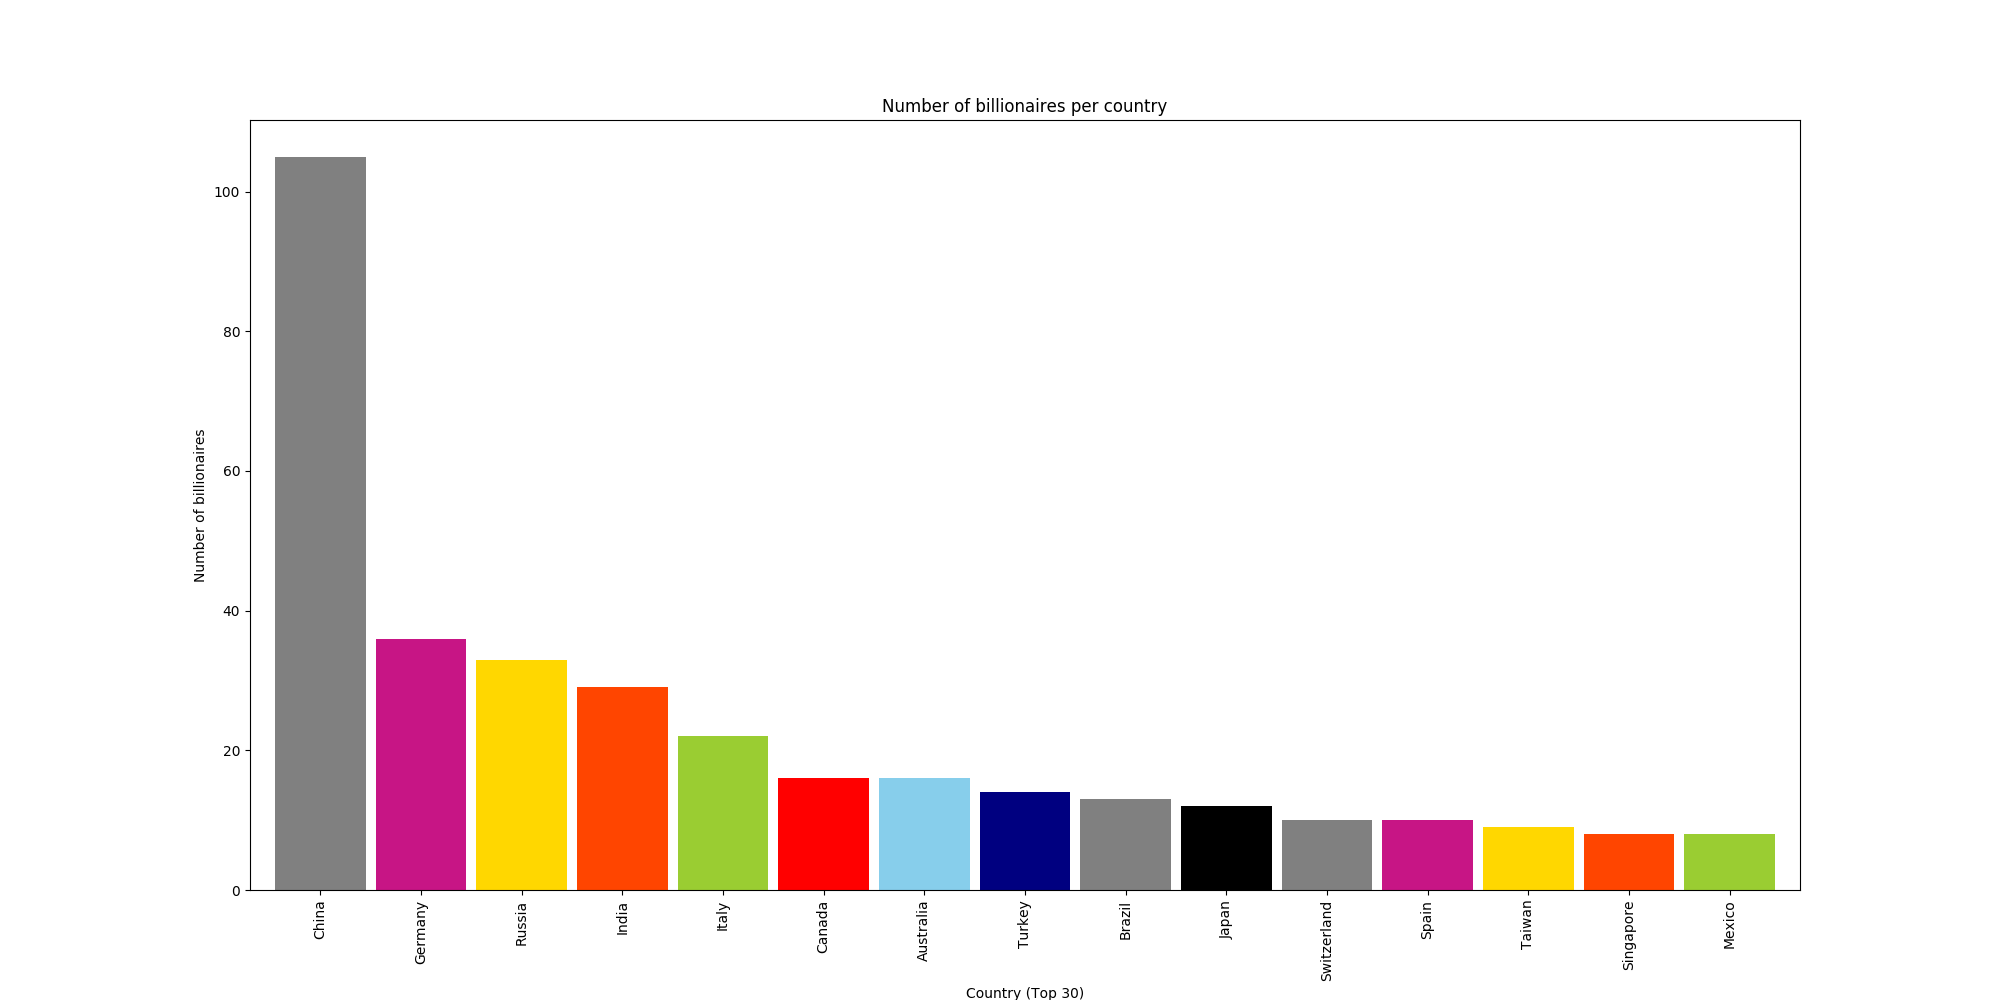 Number of billionaires per country
Number of billionaires
100
80
60
40
20
0
China
Germany
Russia
India
Italy
Canada
Australia
Turkey
Brazil
Japan
Switzerland
Spain
Taiwan
Singapore
Mexico
Country (Top 30)